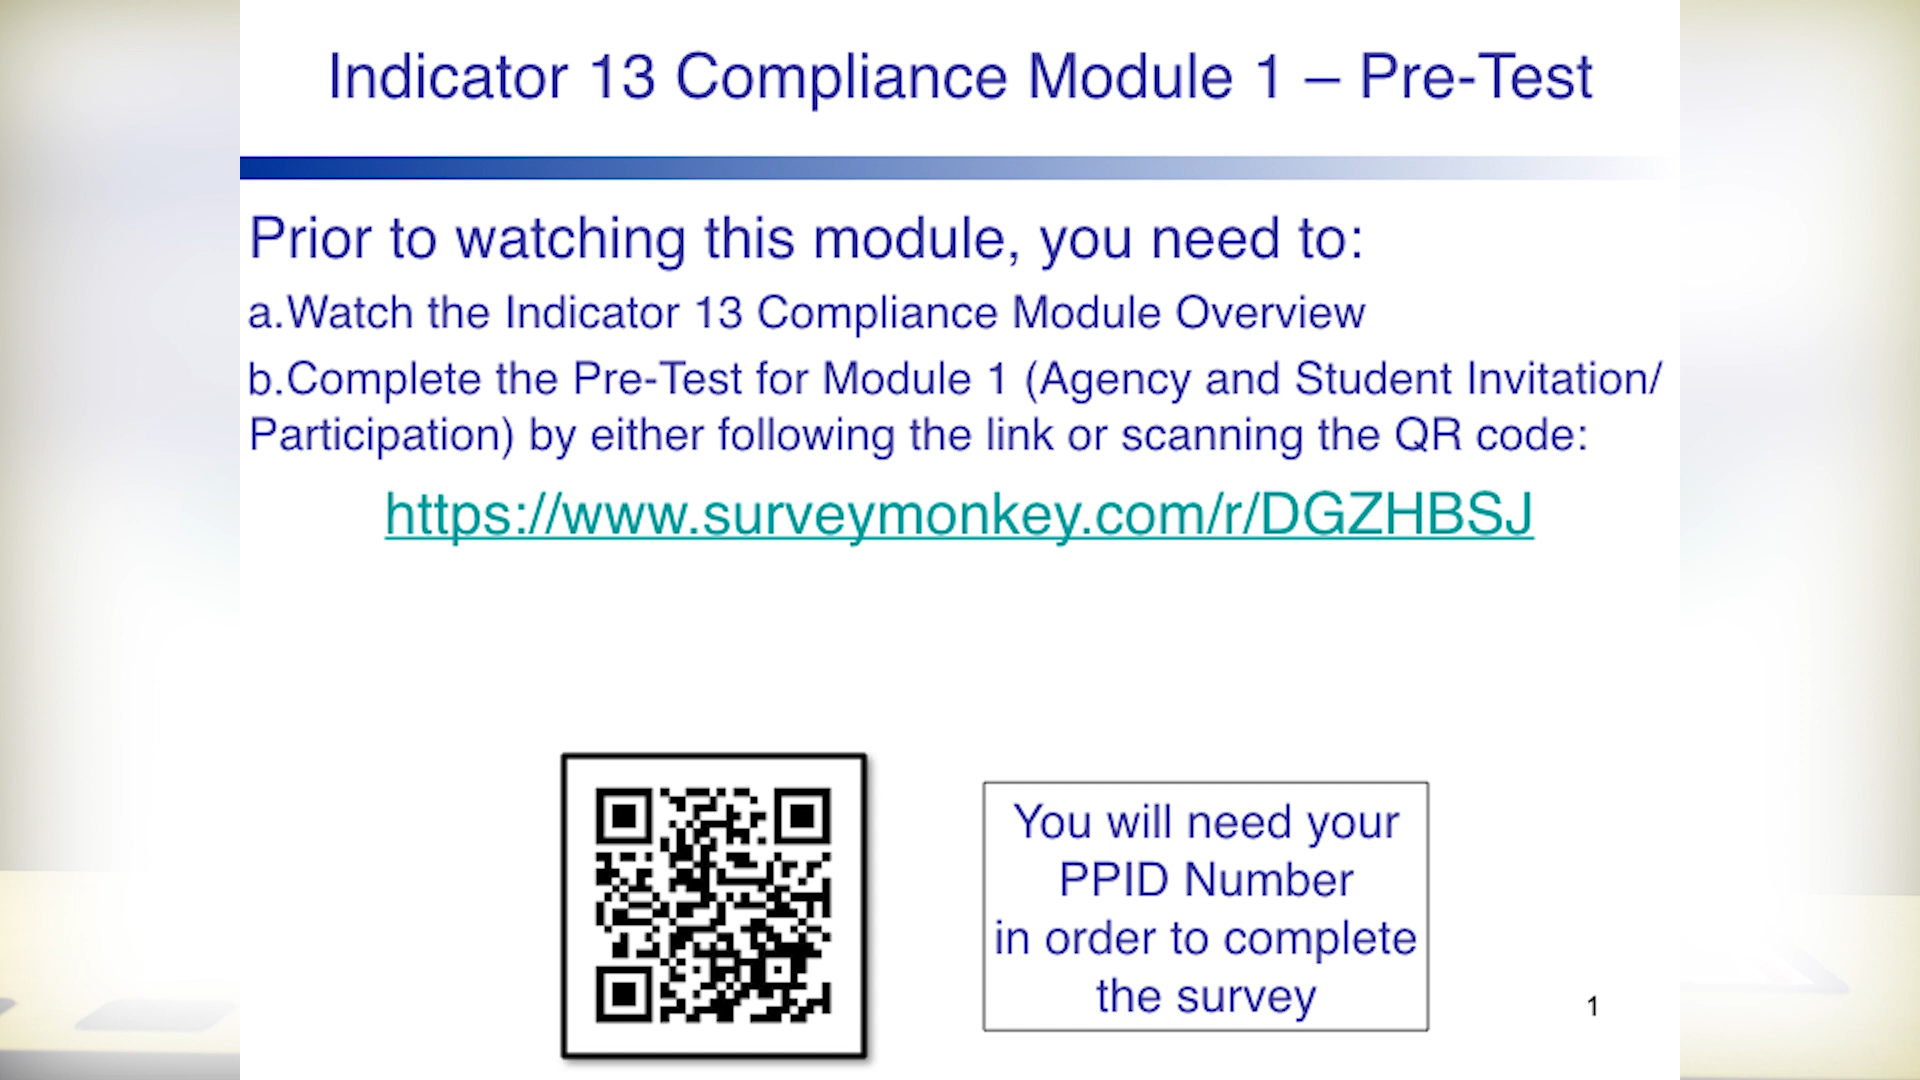 Indicator 13 Compliance Module 1 – Pre-Test
Prior to watching this module, you need to:
a.Watch the Indicator 13 Compliance Module Overview
b.Complete the Pre-Test for Module 1 (Agency and Student Invitation/
Participation) by either following the link or scanning the QR code:
https://www.surveymonkey.com/r/DGZHBSJ
You will need your
PPID Number
in order to complete
the survey
1